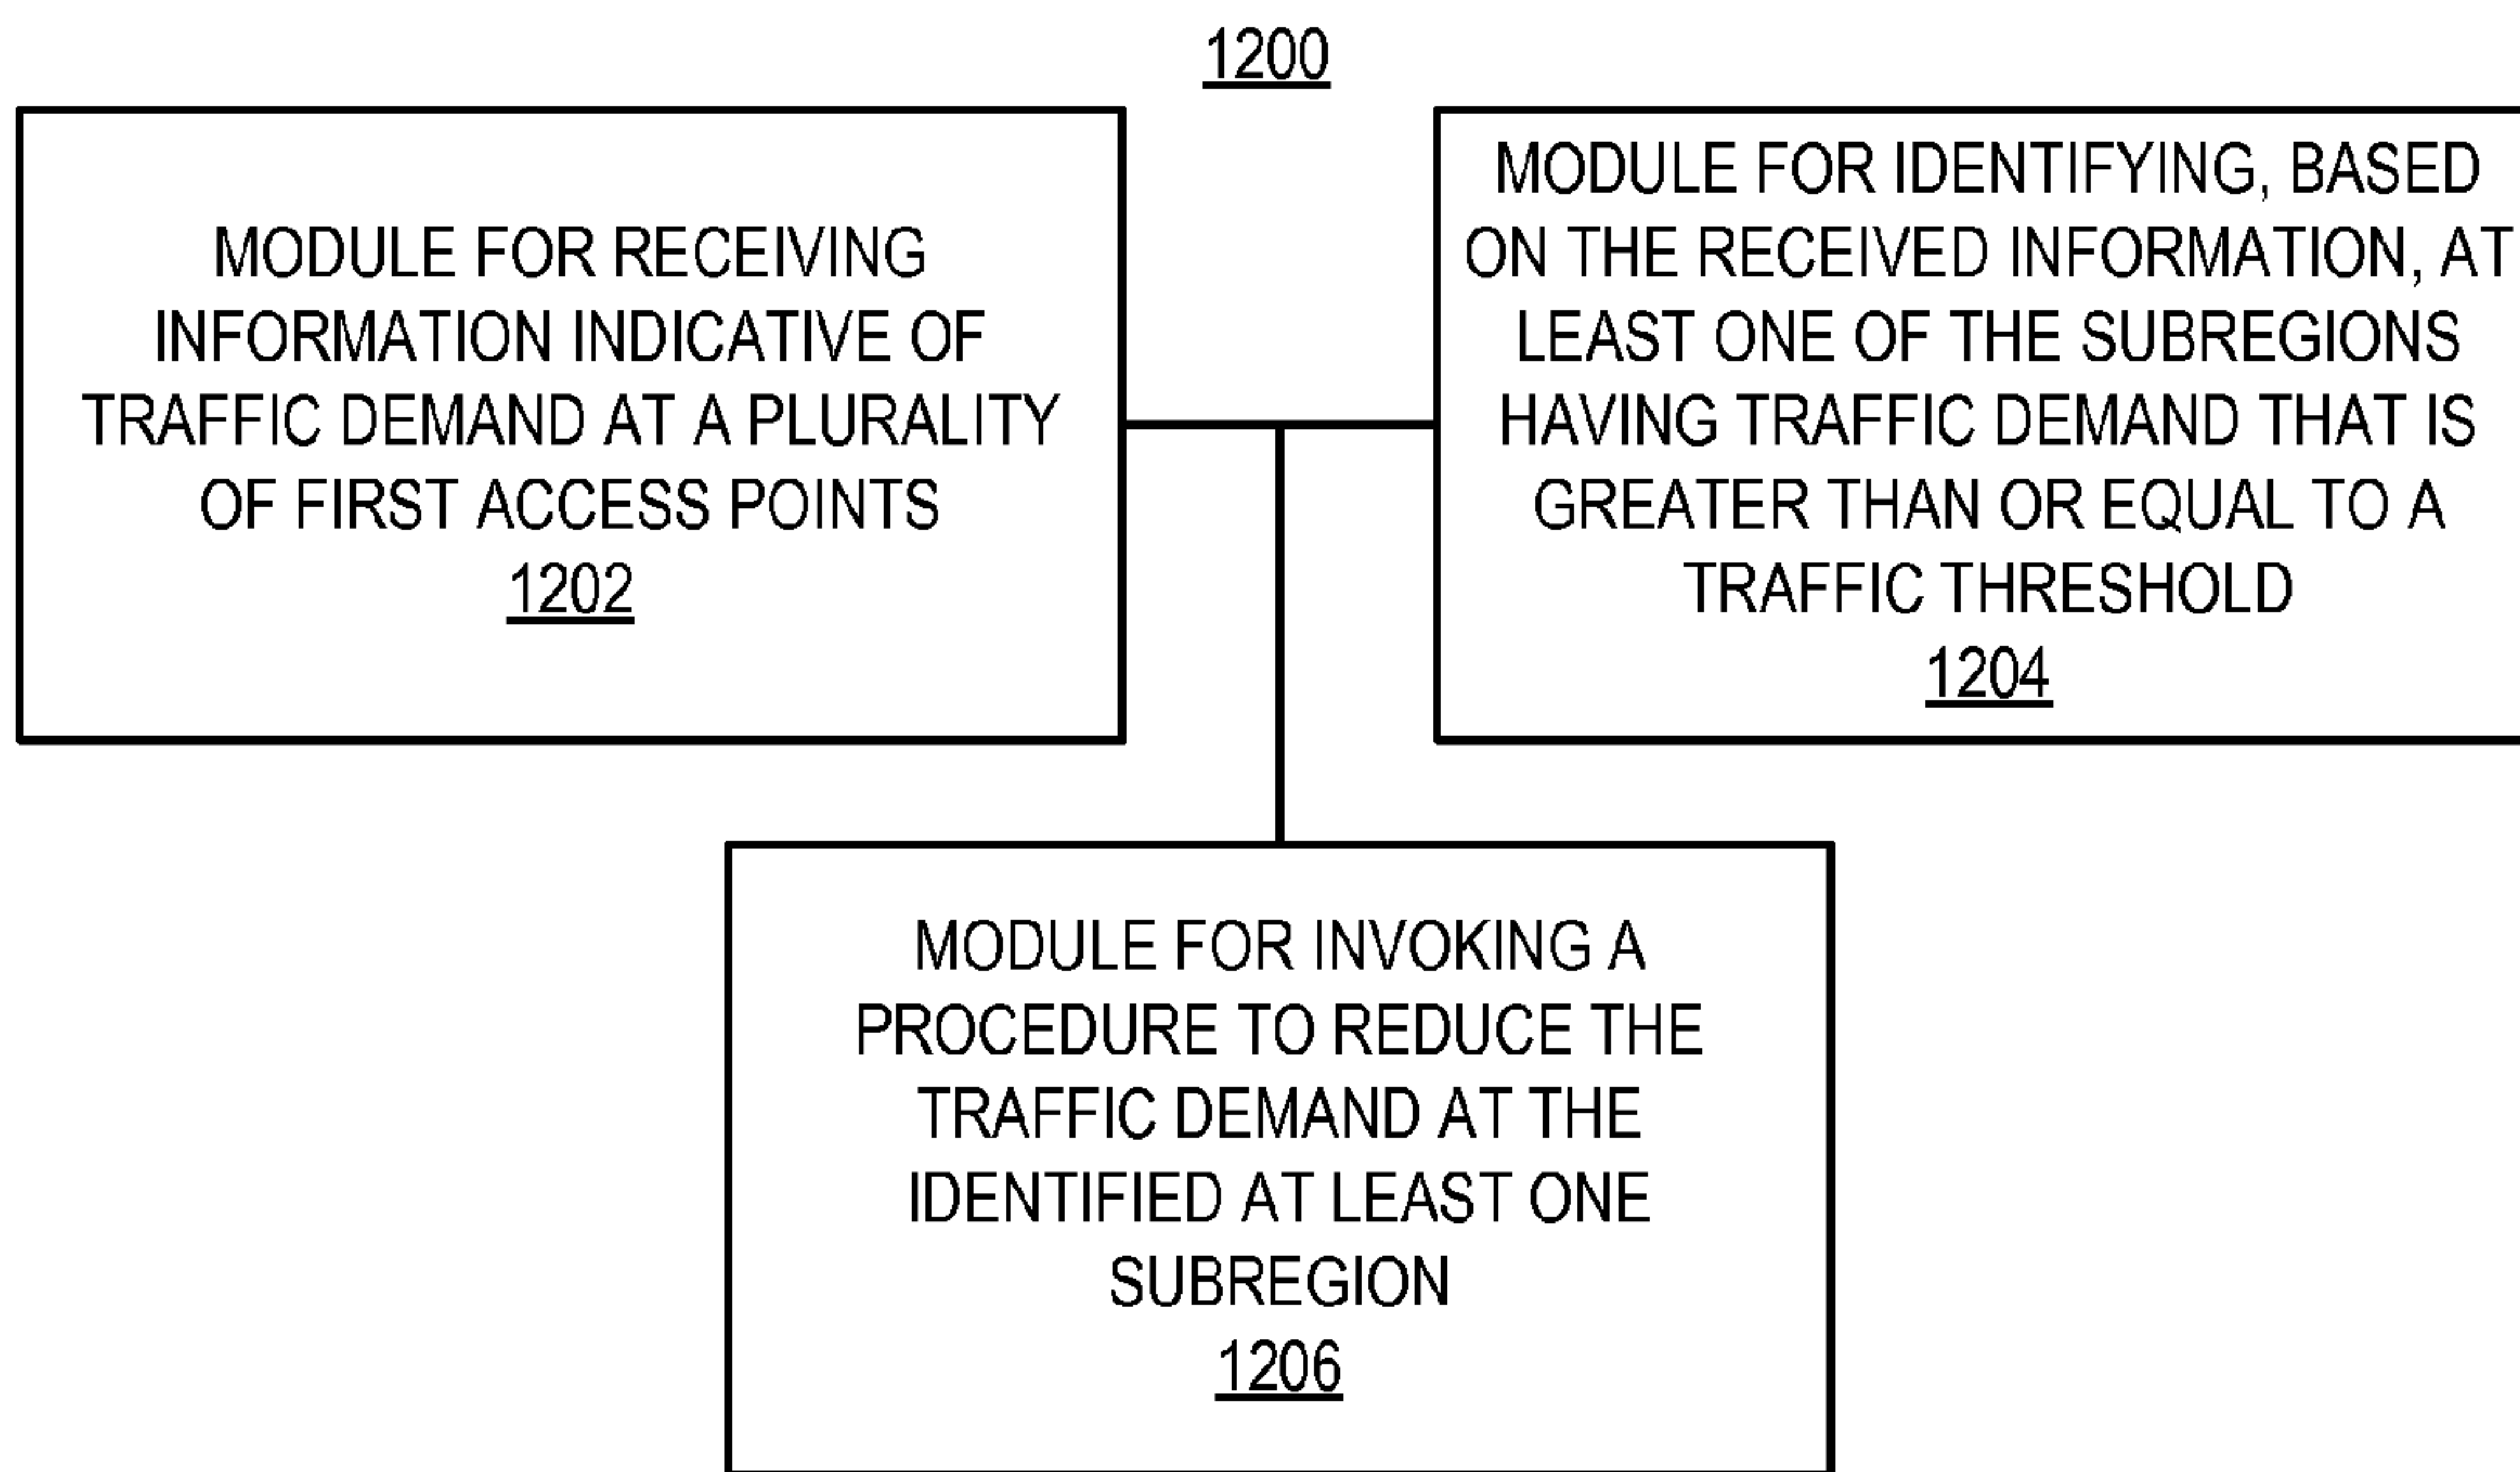 1200
MODULE FOR RECEIVING
INFORMATION INDICATIVE OF
TRAFFIC DEMAND AT A PLURALITY
OF FIRST ACCESS POINTS
1202
MODULE FOR IDENTIFYING, BASED
ON THE RECEIVED INFORMATION, AT
LEAST ONE OF THE SUBREGIONS
HAVING TRAFFIC DEMAND THAT IS
GREATER THAN OR EQUAL TO A
TRAFFIC THRESHOLD
1204
MODULE FOR INVOKING A
PROCEDURE TO REDUCE THE
TRAFFIC DEMAND AT THE
IDENTIFIED AT LEAST ONE
SUBREGION
1206